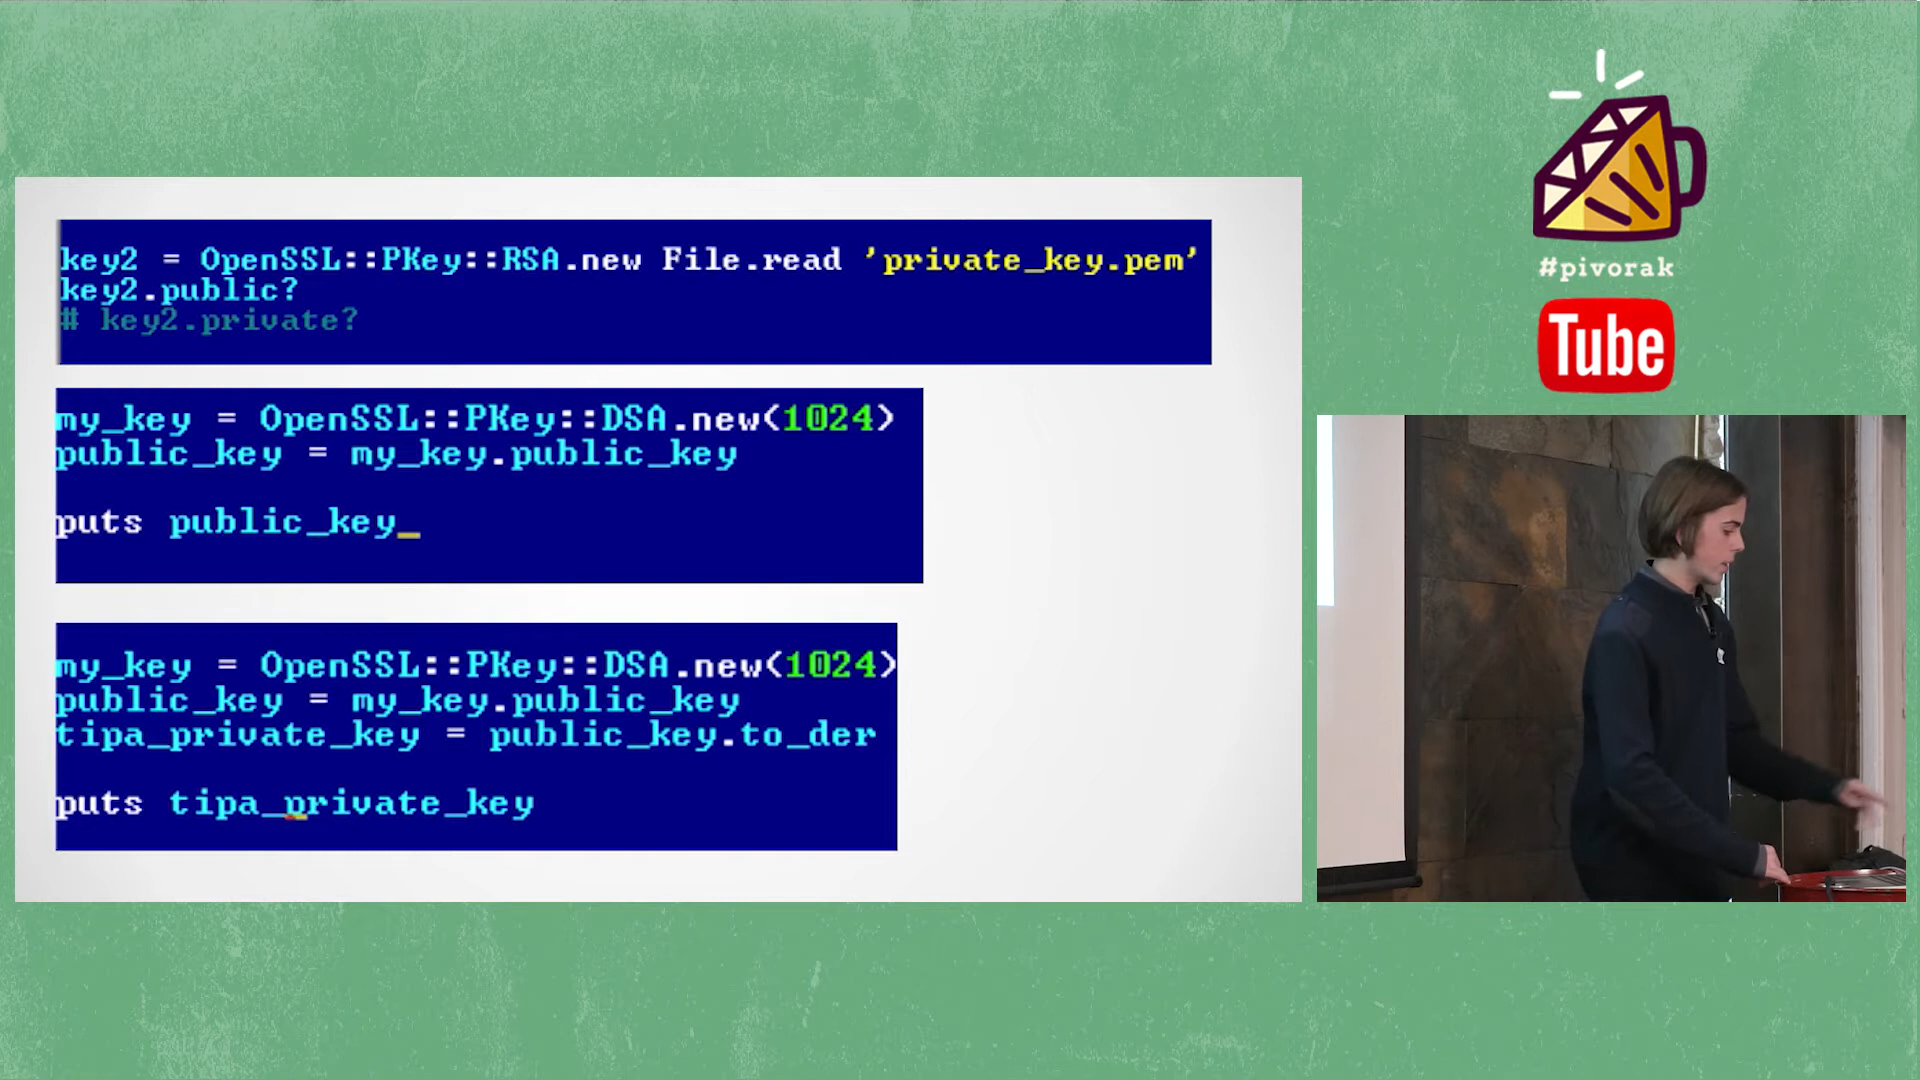 key2 = OpenSSL::PKey::RSA.new File.read 'private_key.pem'
key2.public?
# key2.private?
my_key = OpenSSL::PKey::DSA.new(1024)
public_key = my_key.public_key
puts public_key_
my_key = OpenSSL::PKey::DSA.new(1024)
public_key = my_key.public_key
tipa_private_key = public_key.to_der
puts tipa_private_key
#pivorak
Tube